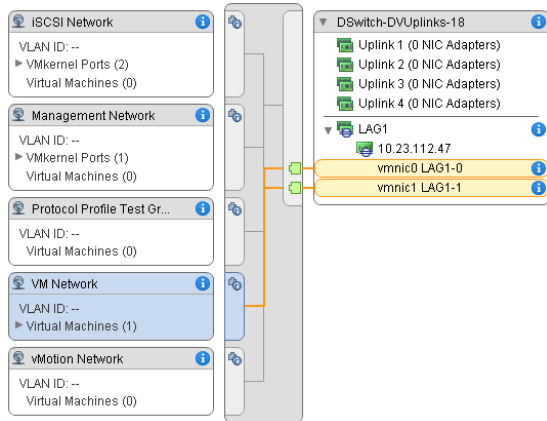 iSCSI Network
VLAN ID: --
VMkernel Ports (2)
Virtual Machines (0)
Management Network
VLAN ID: --
VMkernel Ports (1)
Virtual Machines (0)
Protocol Profile Test Gr...
VLAN ID: --
Virtual Machines (0)
VM Network
VLAN ID: --
Virtual Machines (1)
vMotion Network
VLAN ID: --
Virtual Machines (0)
DSwitch-DVUplinks-18
Uplink 1 (0 NIC Adapters)
Uplink 2 (0 NIC Adapters)
Uplink 3 (0 NIC Adapters)
Uplink 4 (0 NIC Adapters)
LAG1
10.23.112.47
vmnic0 LAG1-0
vmnic1 LAG1-1